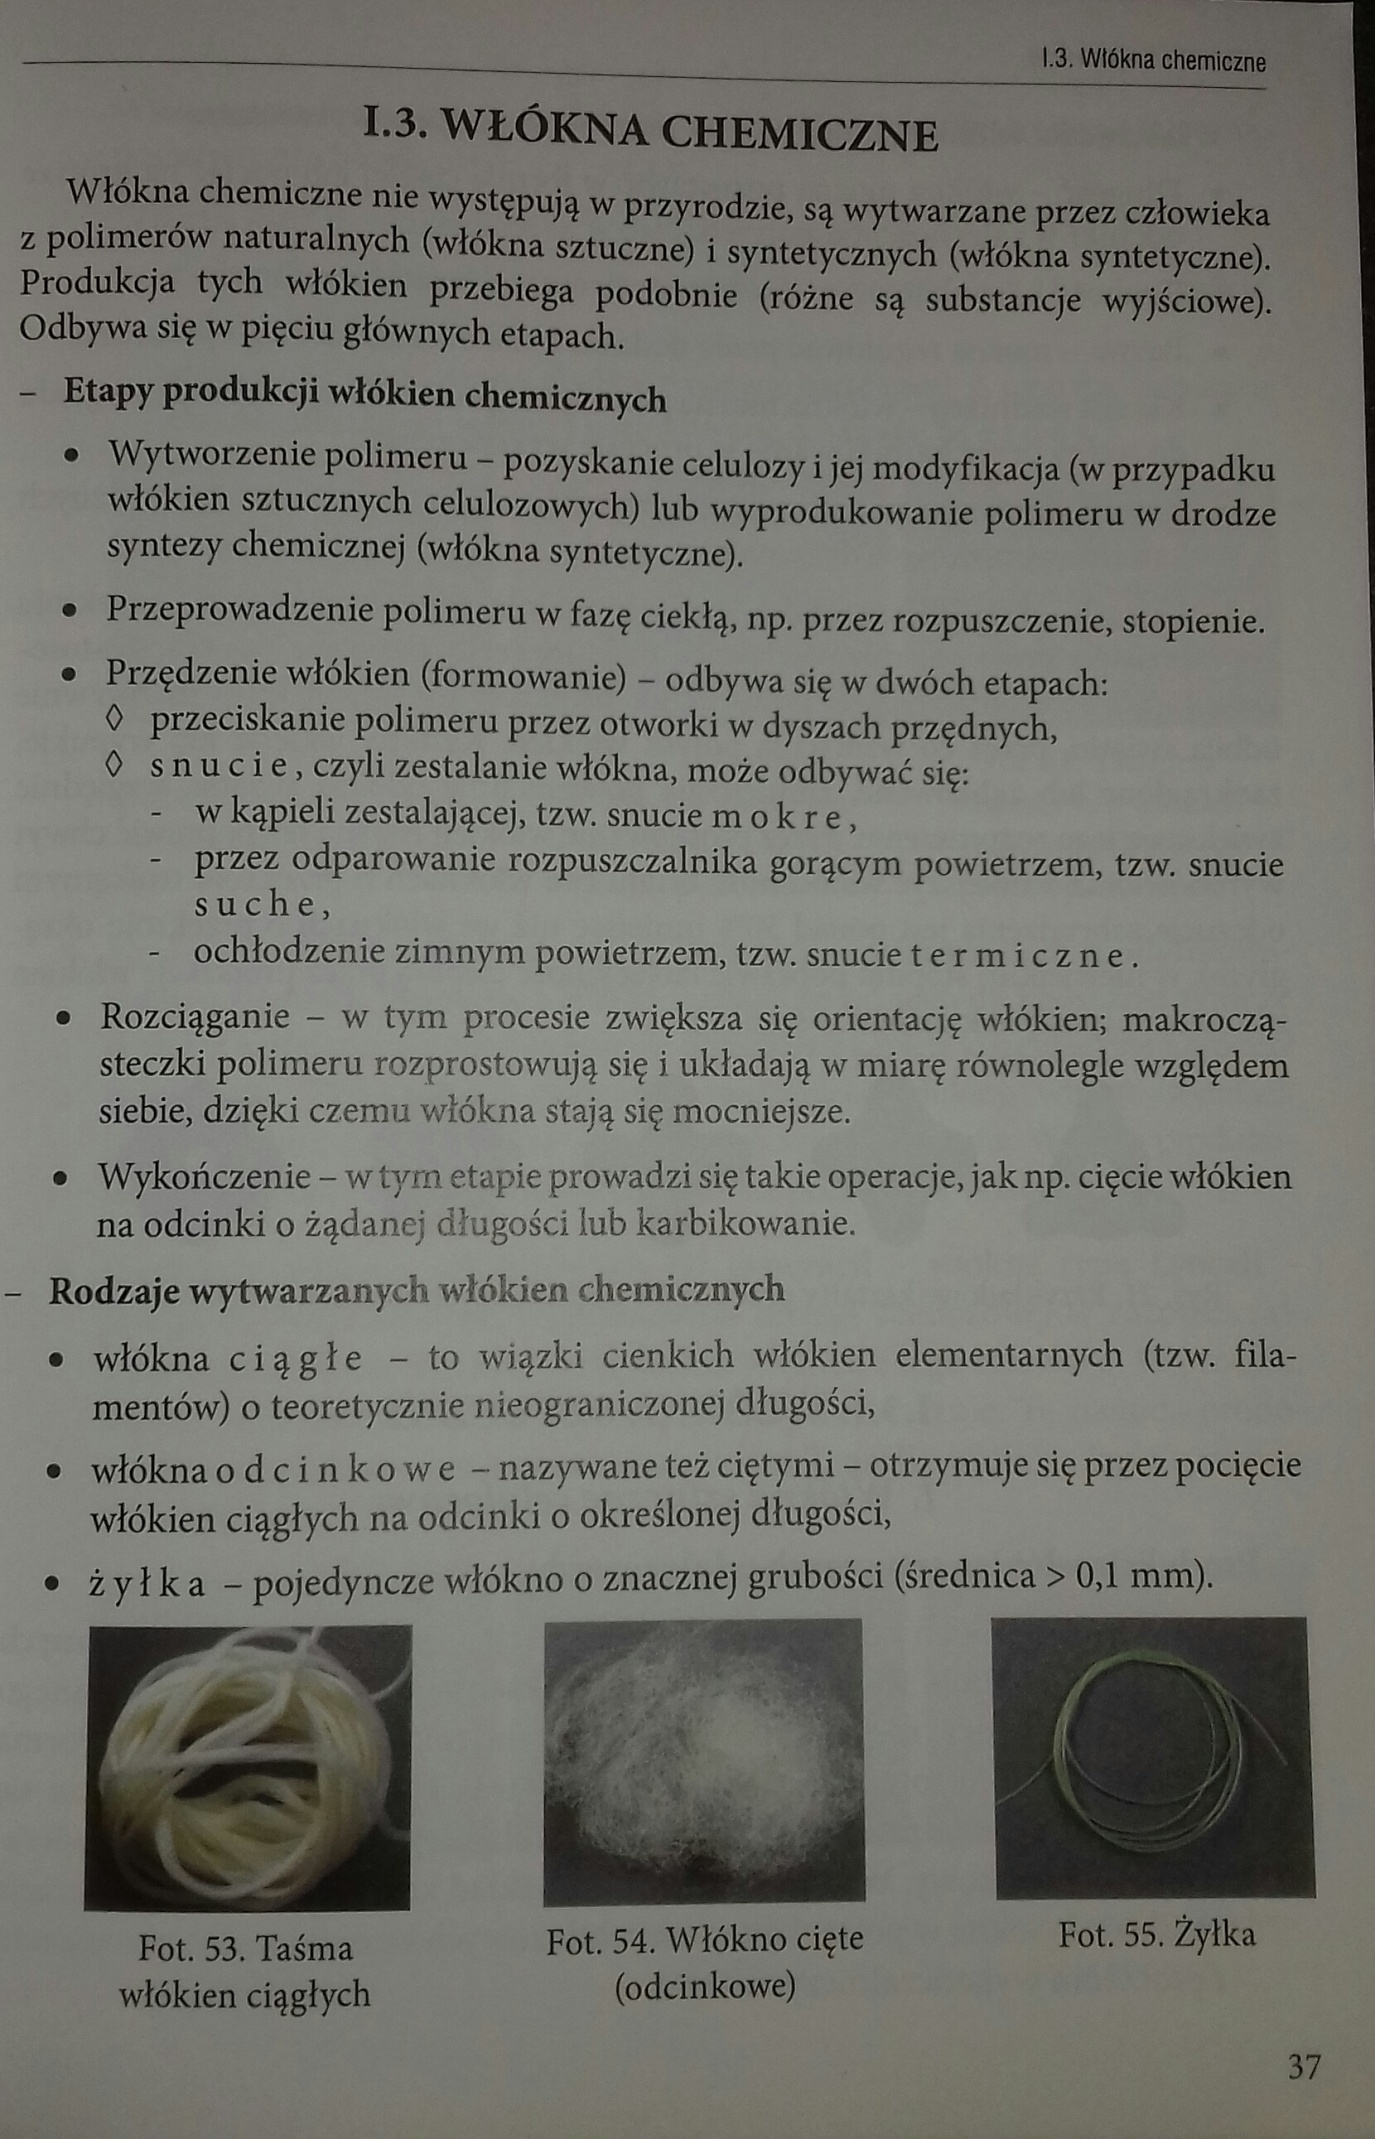 I.3. Włókna chemiczne
I.3. WŁÓKNA CHEMICZNE
Włókna chemiczne nie występują w przyrodzie, są wytwarzane przez człowieka
z polimerów naturalnych (włókna sztuczne) i syntetycznych (włókna syntetyczne).
Produkcja tych włókien przebiega podobnie (różne są substancje wyjściowe).
Odbywa się w pięciu głównych etapach.
– Etapy produkcji włókien chemicznych
• Wytworzenie polimeru – pozyskanie celulozy i jej modyfikacja (w przypadku
włókien sztucznych celulozowych) lub wyprodukowanie polimeru w drodze
syntezy chemicznej (włókna syntetyczne).
• Przeprowadzenie polimeru w fazę ciekłą, np. przez rozpuszczenie, stopienie.
• Przędzenie włókien (formowanie) – odbywa się w dwóch etapach:
◊ przeciskanie polimeru przez otworki w dyszach przędnych,
◊ s n u c i e , czyli zestalanie włókna, może odbywać się:
- w kąpieli zestalającej, tzw. snucie m o k r e ,
- przez odparowanie rozpuszczalnika gorącym powietrzem, tzw. snucie
s u c h e ,
- ochłodzenie zimnym powietrzem, tzw. snucie t e r m i c z n e .
• Rozciąganie – w tym procesie zwiększa się orientację włókien; makroczą-
steczki polimeru rozprostowują się i układają w miarę równolegle względem
siebie, dzięki czemu włókna stają się mocniejsze.
• Wykończenie – w tym etapie prowadzi się takie operacje, jak np. cięcie włókien
na odcinki o żądanej długości lub karbikowanie.
– Rodzaje wytwarzanych włókien chemicznych
• włókna c i ą g ł e – to wiązki cienkich włókien elementarnych (tzw. fila-
mentów) o teoretycznie nieograniczonej długości,
• włókna o d c i n k o w e – nazywane też ciętymi – otrzymuje się przez pocięcie
włókien ciągłych na odcinki o określonej długości,
• ż y ł k a – pojedyncze włókno o znacznej grubości (średnica > 0,1 mm).
Fot. 53. Taśma
włókien ciągłych
Fot. 54. Włókno cięte
(odcinkowe)
Fot. 55. Żyłka
37